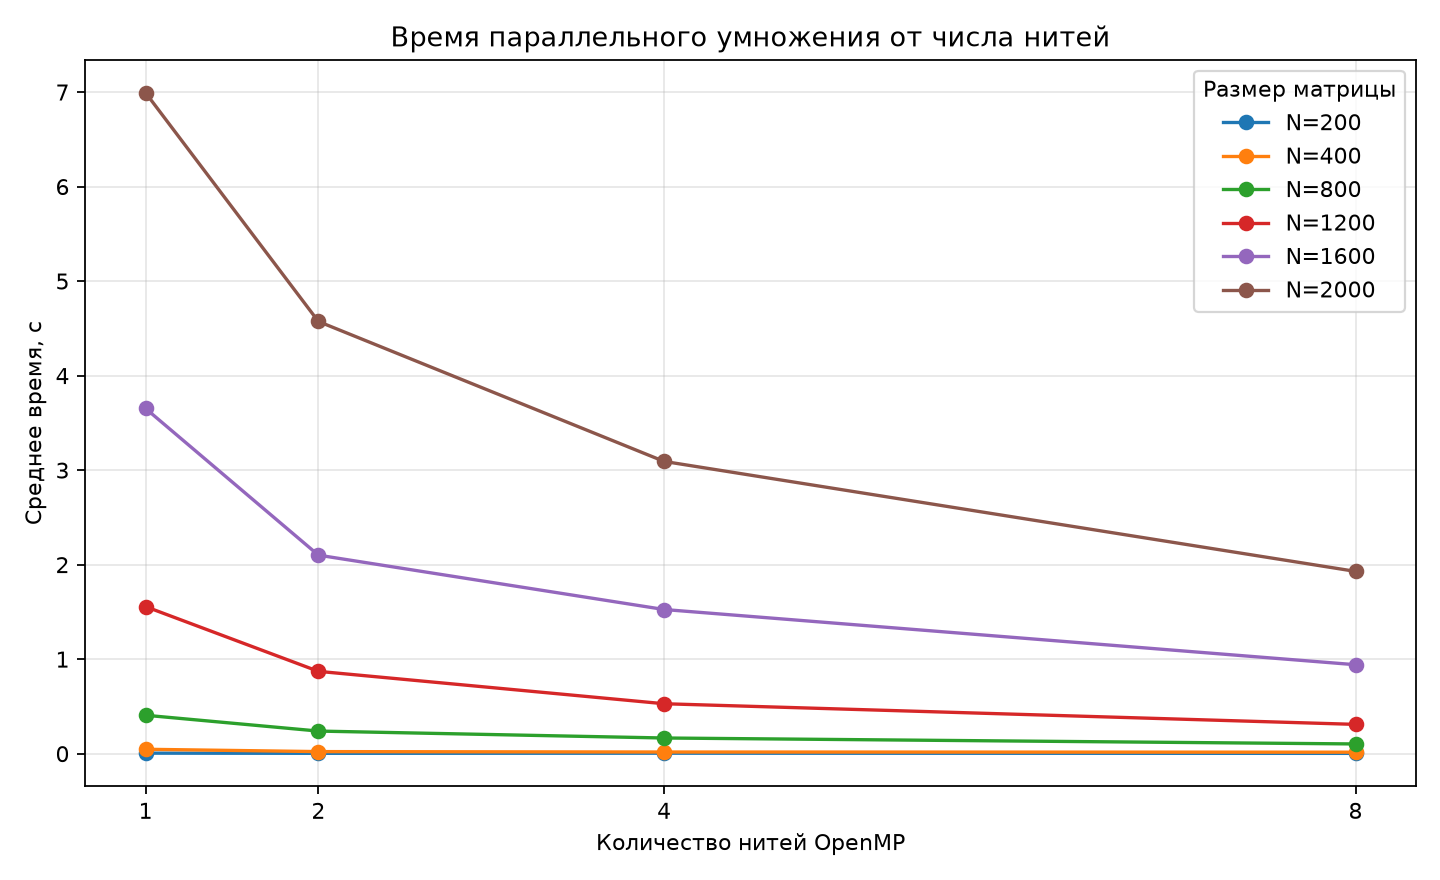 Время параллельного умножения от числа нитей
Размер матрицы
N=200
N=400
N=800
N=1200
N=1600
N=2000
Среднее время, с
7
6
5
4
3
2
1
0
1 2 4 8
Количество нитей OpenMP